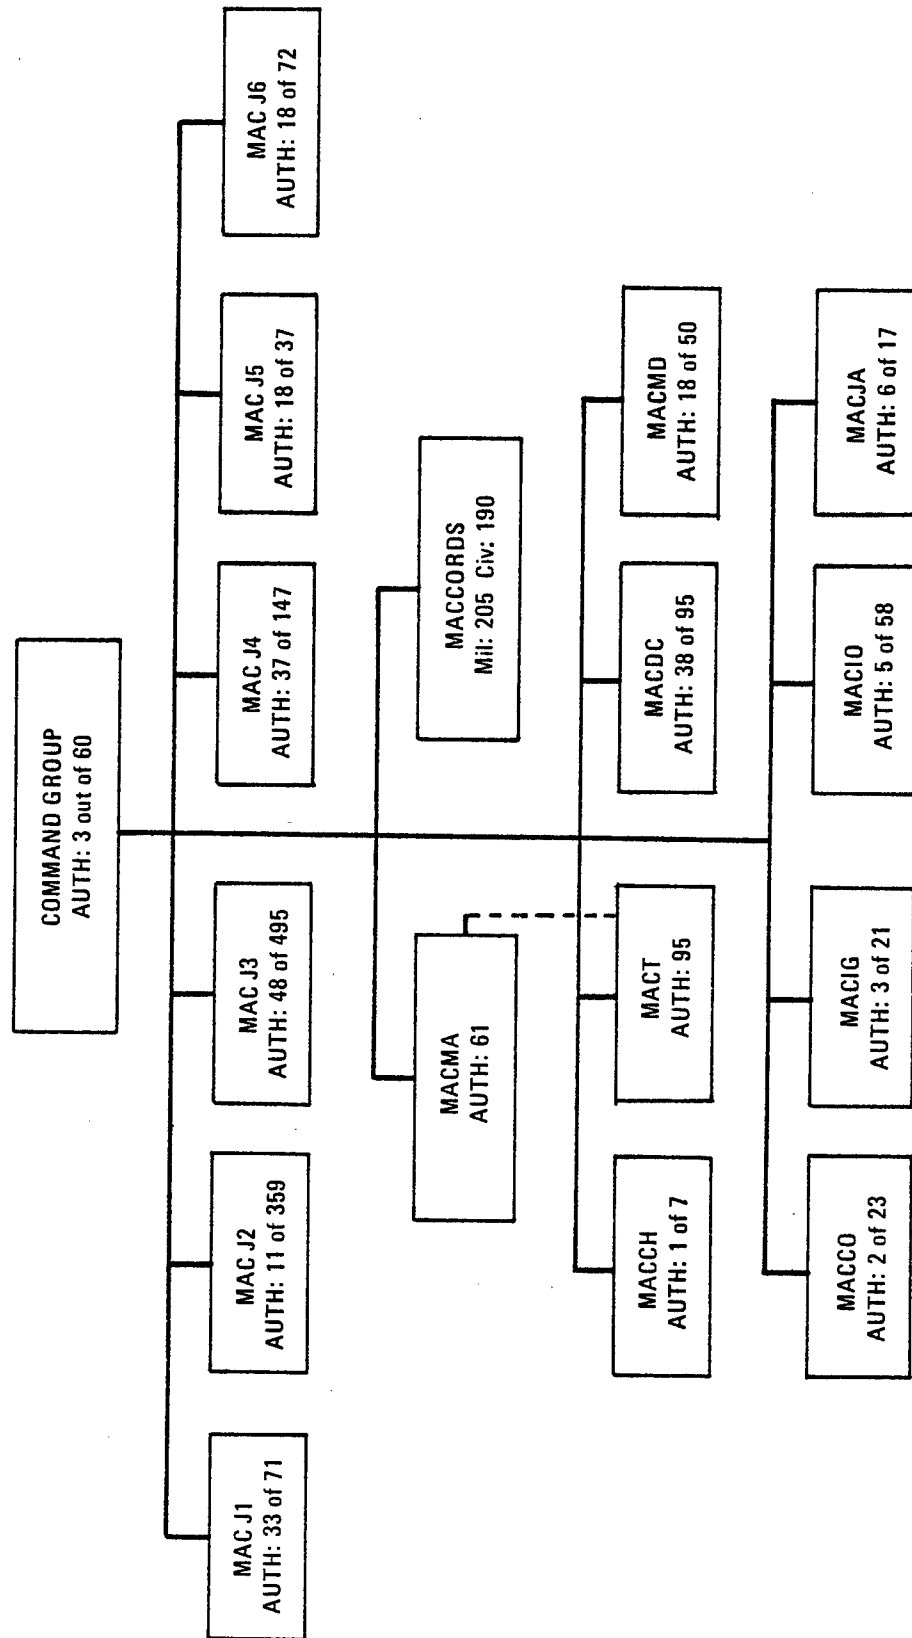 COMMAND GROUP
AUTH: 3 out of 60
MAC J1
AUTH: 33 of 71
MAC J2
AUTH: 11 of 359
MAC J3
AUTH: 48 of 495
MAC J4
AUTH: 37 of 147
MAC J5
AUTH: 18 of 37
MAC J6
AUTH: 18 of 72
MACMA
AUTH: 61
MACCORDS
Mil: 205 Civ: 190
MACCH
AUTH: 1 of 7
MACT
AUTH: 95
MACDC
AUTH: 38 of 95
MACMD
AUTH: 18 of 50
MACCO
AUTH: 2 of 23
MACIG
AUTH: 3 of 21
MACIO
AUTH: 5 of 58
MACJA
AUTH: 6 of 17